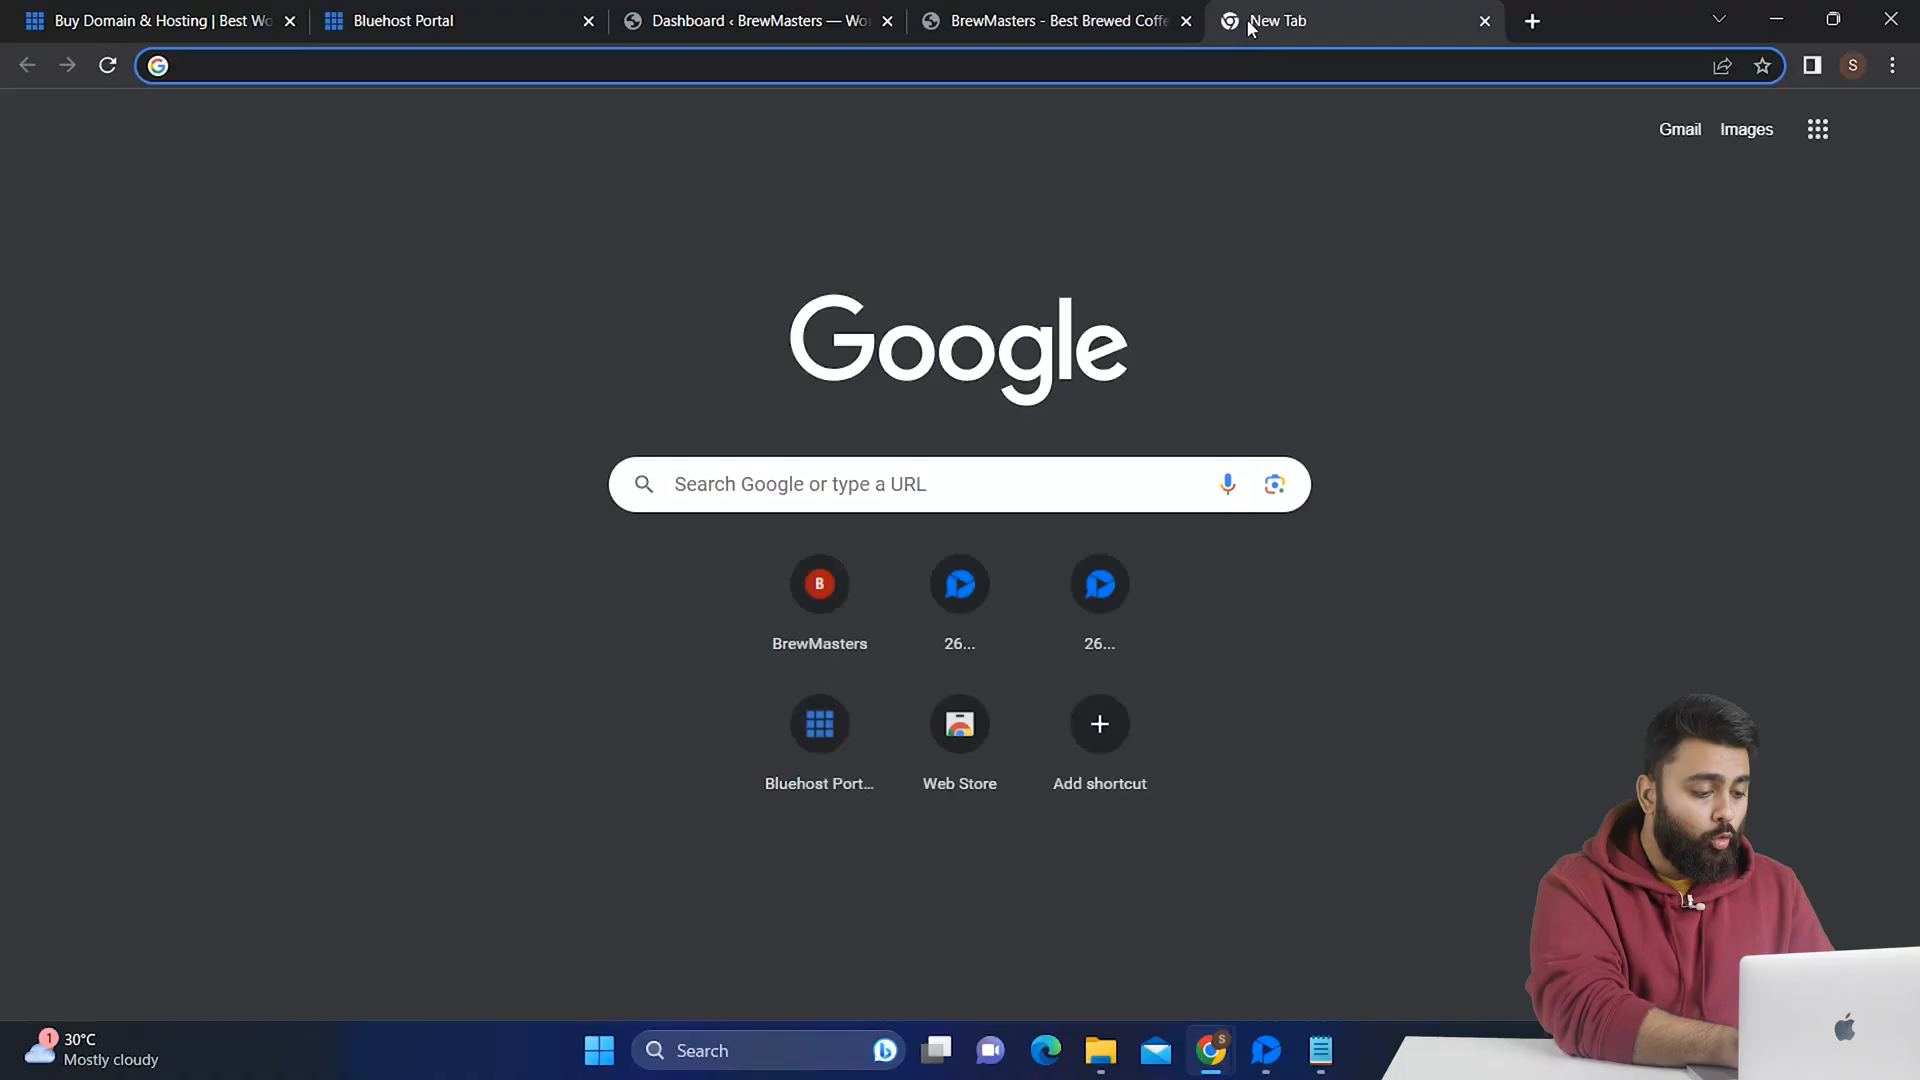 Buy Domain & Hosting | Best Wo
Bluehost Portal
Dashboard ‹ BrewMasters — Wo
BrewMasters - Best Brewed Coffe
New Tab
S
Gmail
Images
Google
Search Google or type a URL
B
BrewMasters
26...
26...
Bluehost Port...
Web Store
Add shortcut
1
30°C
Mostly cloudy
Search
S